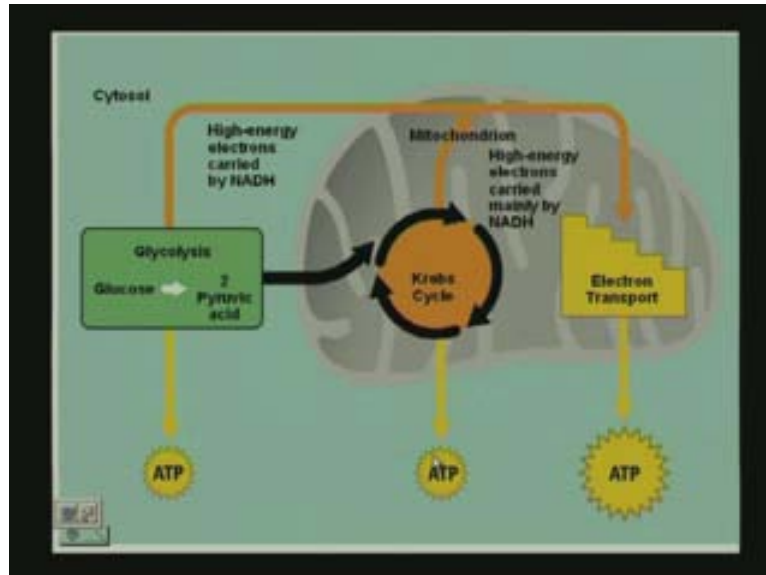 Cytosol
High-energy
electrons
carried
by NADH
Mitochondrion
High-energy
electrons
carried
mainly by
NADH
Glycolysis
Glucose
2
Pyruvic
acid
Krebs
Cycle
Electron
Transport
ATP
ATP
ATP